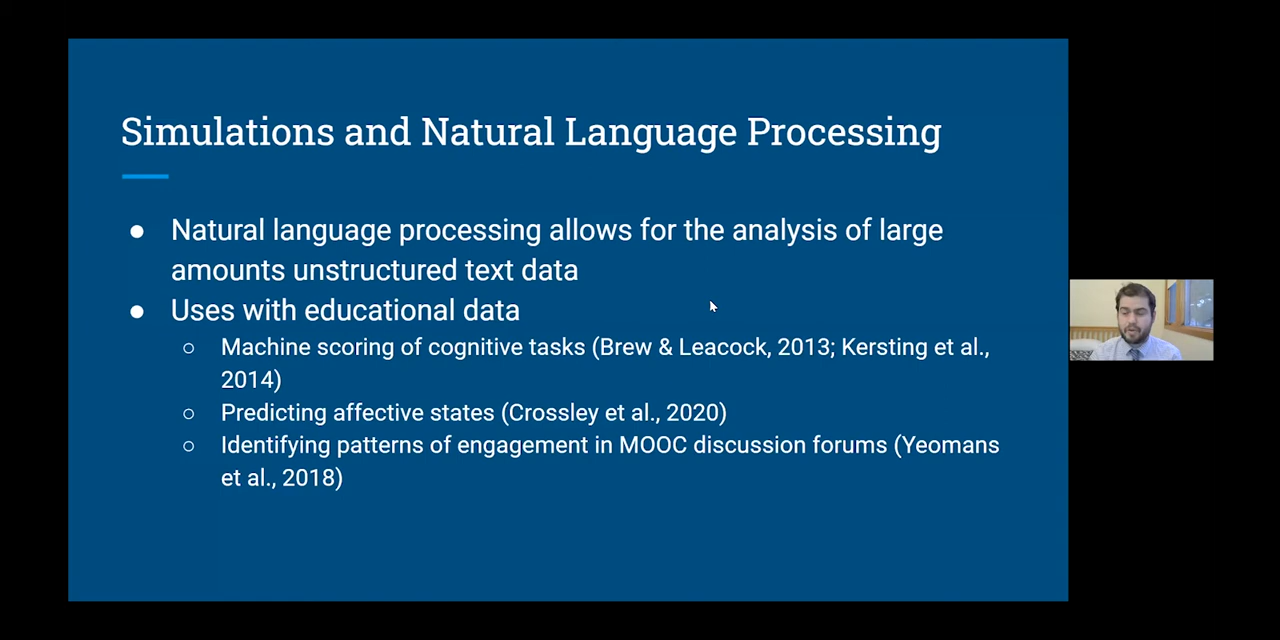 Simulations and Natural Language Processing
● Natural language processing allows for the analysis of large
amounts unstructured text data
● Uses with educational data
○ Machine scoring of cognitive tasks (Brew & Leacock, 2013; Kersting et al.,
2014)
○ Predicting affective states (Crossley et al., 2020)
○ Identifying patterns of engagement in MOOC discussion forums (Yeomans
et al., 2018)